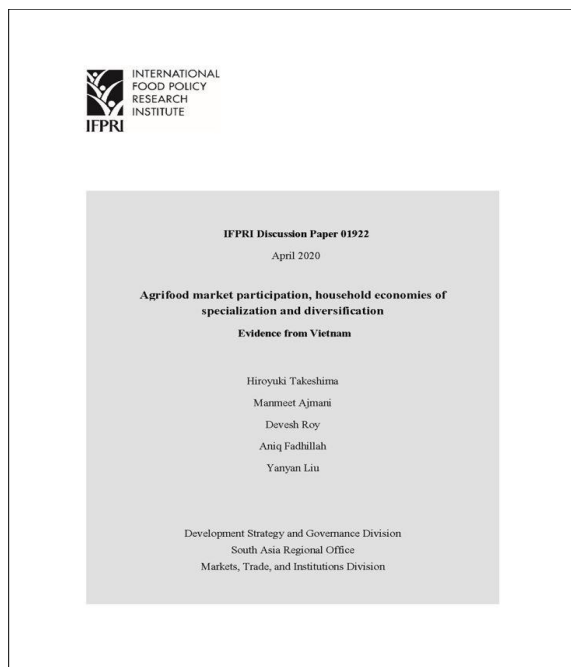 INTERNATIONAL
FOOD POLICY
RESEARCH
INSTITUTE
IFPRI
IFPRI Discussion Paper 01922
April 2020
Agrifood market participation, household economies of
specialization and diversification
Evidence from Vietnam
Hiroyuki Takeshima
Manmeet Ajmani
Devesh Roy
Aniq Fadhillah
Yanyan Liu
Development Strategy and Governance Division
South Asia Regional Office
Markets, Trade, and Institutions Division